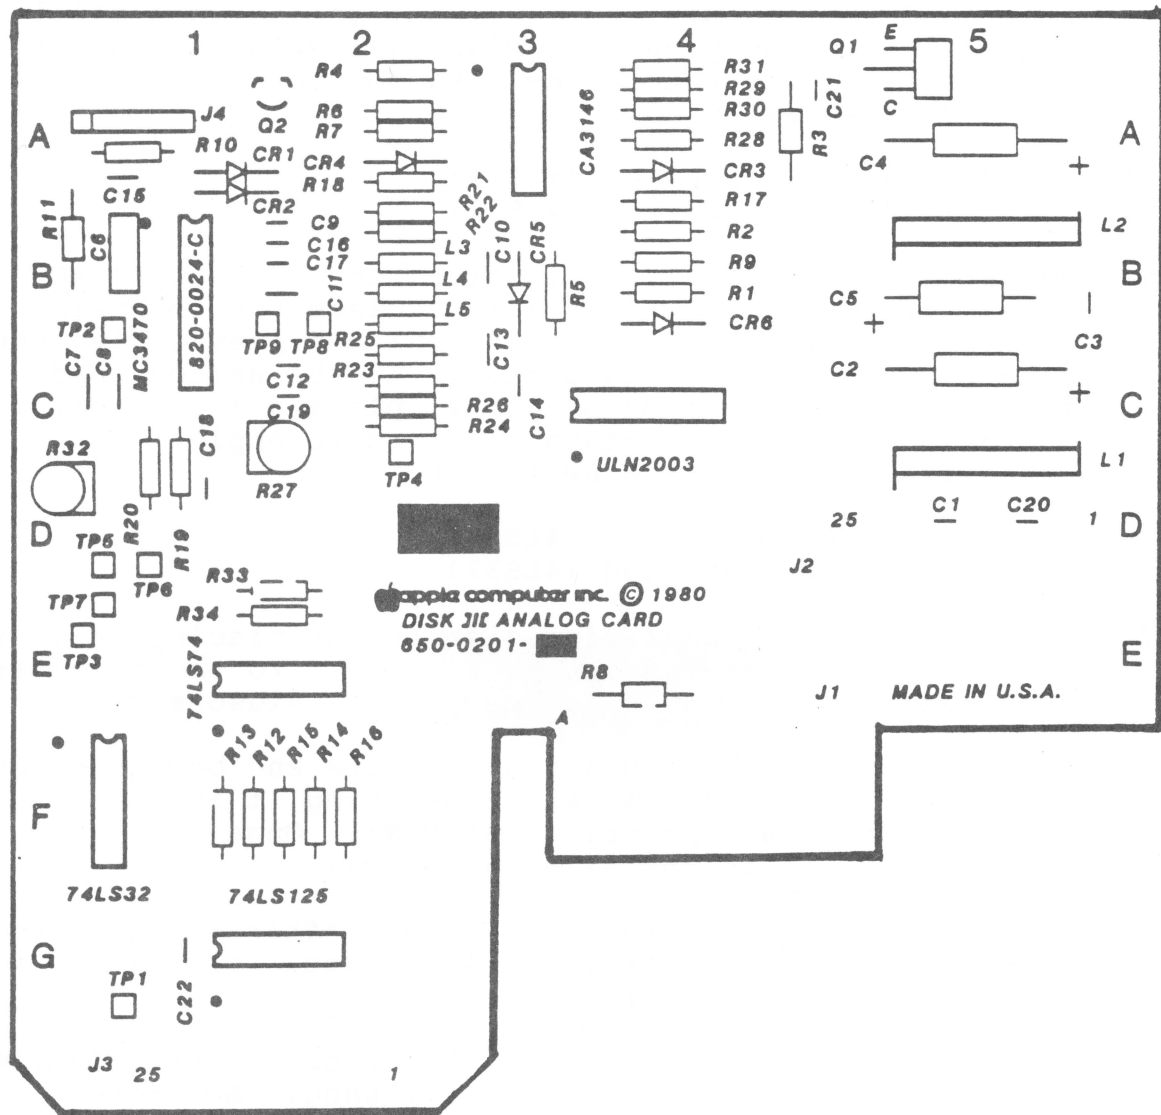 1 2 3 4 5
A
B
C
D
E
F
G
A
B
C
D
E
J4
Q2
R10
CR1
C15
CR2
R11
C6
820-0024-C
MC3470
TP2
C7
C8
R32
R20
R19
C18
TP5
TP6
TP7
TP3
R4
R6
R7
CR4
R18
C9
C16
C17
C11
TP9
TP8
R25
R23
C12
C19
R27
R21
R22
L3
L4
L5
C10
CR5
R5
C13
C14
R26
R24
TP4
CA3146
R31
R29
R30
R28
CR3
R17
R2
R9
R1
CR6
ULN2003
R3
C21
Q1
E
C
C4
+
L2
C5
+
C3
C2
+
L1
C1
C20
25
1
J2
R33
R34
apple computer inc. © 1980
DISK III ANALOG CARD
650-0201-
R8
J1
MADE IN U.S.A.
A
74LS74
R13
R12
R15
R14
R16
74LS32
74LS125
TP1
C22
J3
25
1